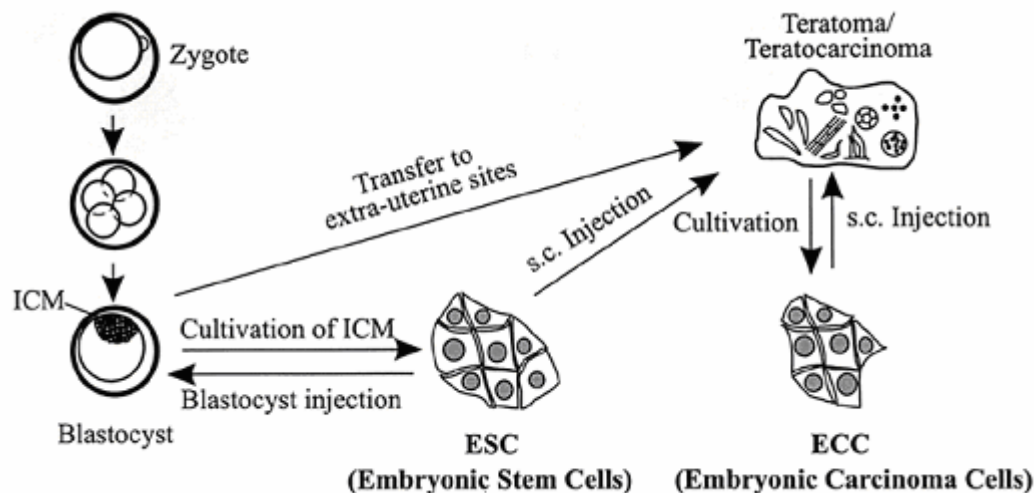 Zygote
Teratoma/
Teratocarcinoma
Transfer to
extra-uterine sites
s.c. Injection
Cultivation
s.c. Injection
ICM
Cultivation of ICM
Blastocyst injection
Blastocyst
ESC
(Embryonic Stem Cells)
ECC
(Embryonic Carcinoma Cells)